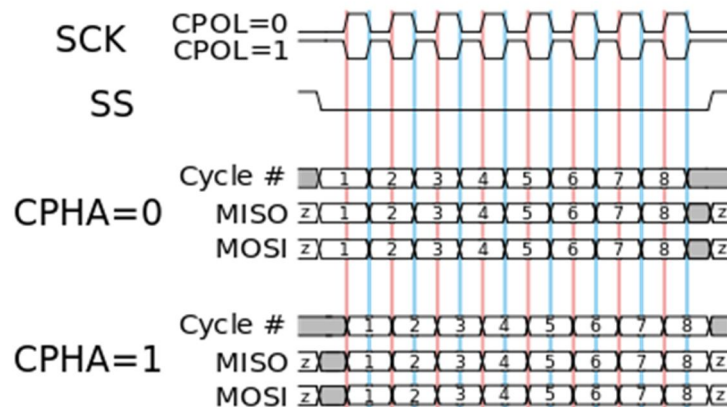 SCK CPOL=0
CPOL=1
SS
Cycle # 1 2 3 4 5 6 7 8
CPHA=0 MISO z 1 2 3 4 5 6 7 8 z
MOSI z 1 2 3 4 5 6 7 8 z
Cycle # 1 2 3 4 5 6 7 8
CPHA=1 MISO z 1 2 3 4 5 6 7 8 z
MOSI z 1 2 3 4 5 6 7 8 z